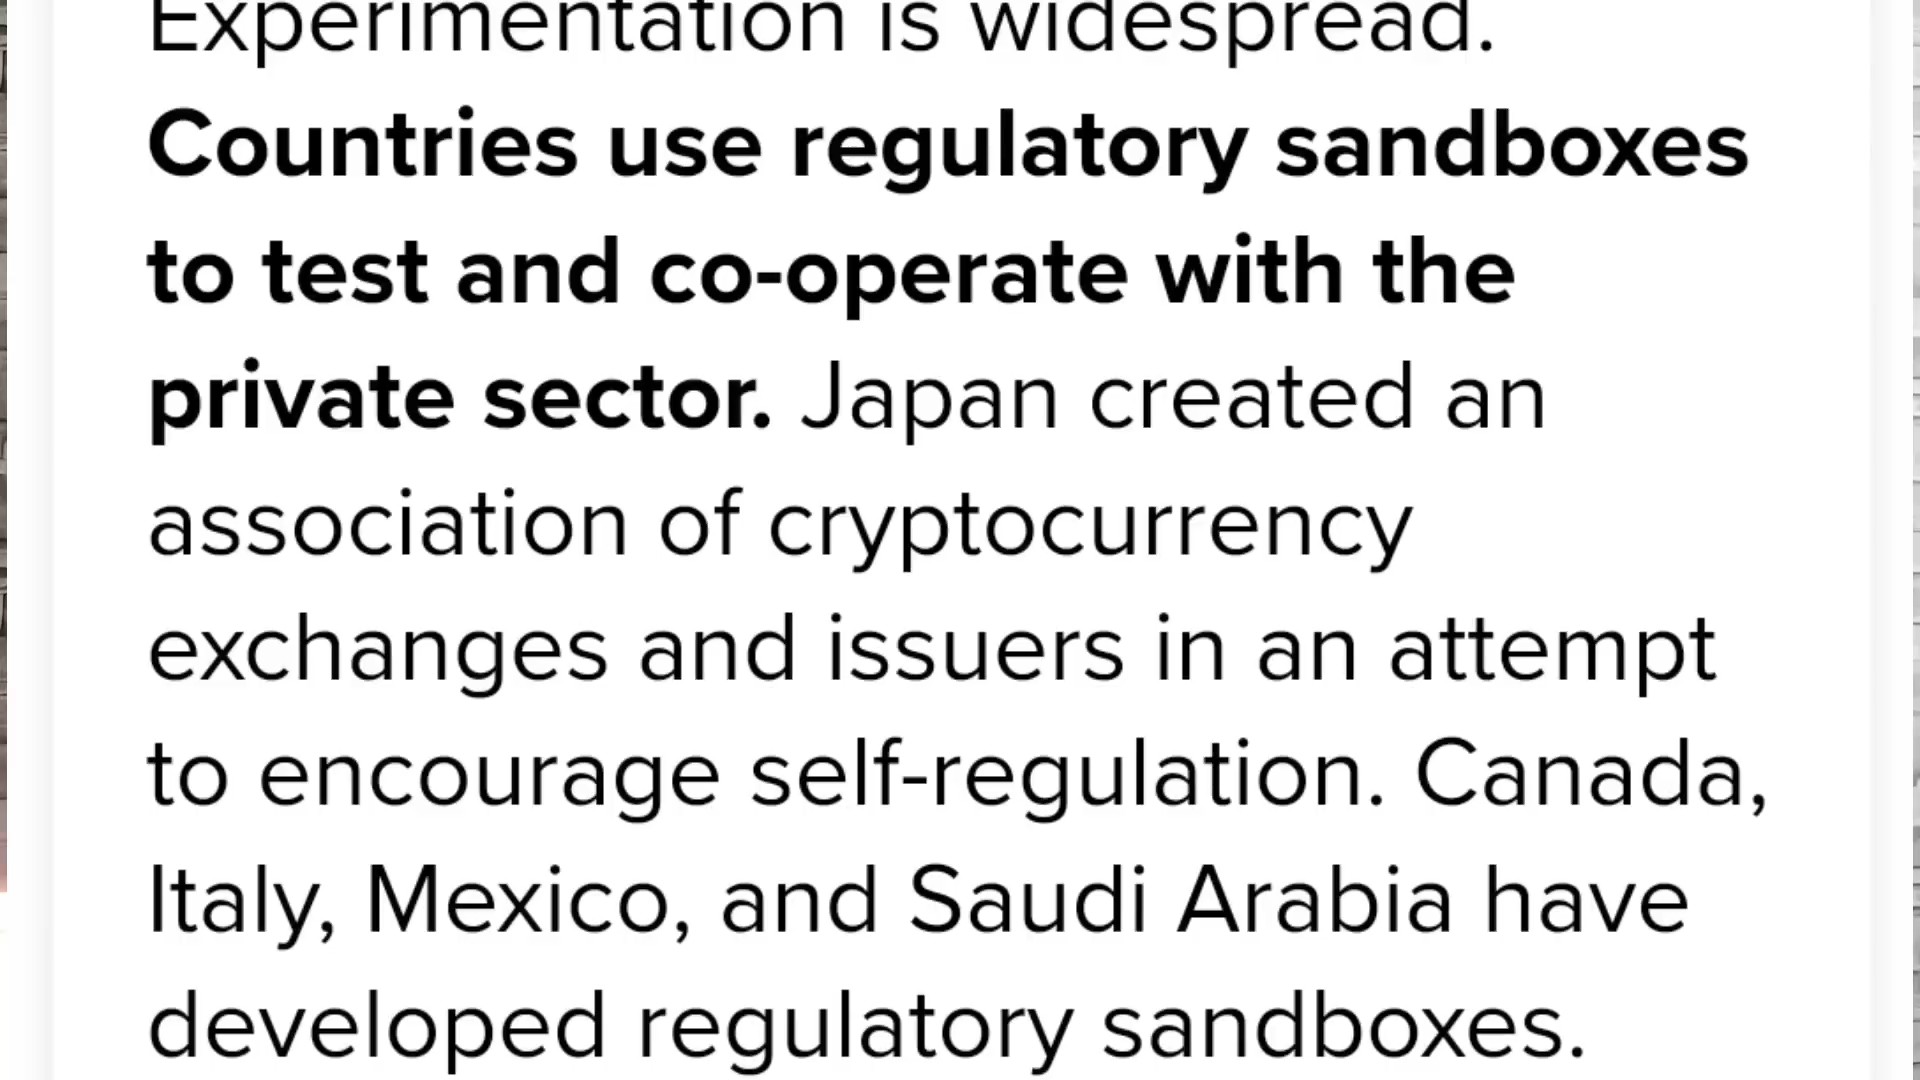 Experimentation is widespread.
Countries use regulatory sandboxes
to test and co-operate with the
private sector. Japan created an
association of cryptocurrency
exchanges and issuers in an attempt
to encourage self-regulation. Canada,
Italy, Mexico, and Saudi Arabia have
developed regulatory sandboxes.